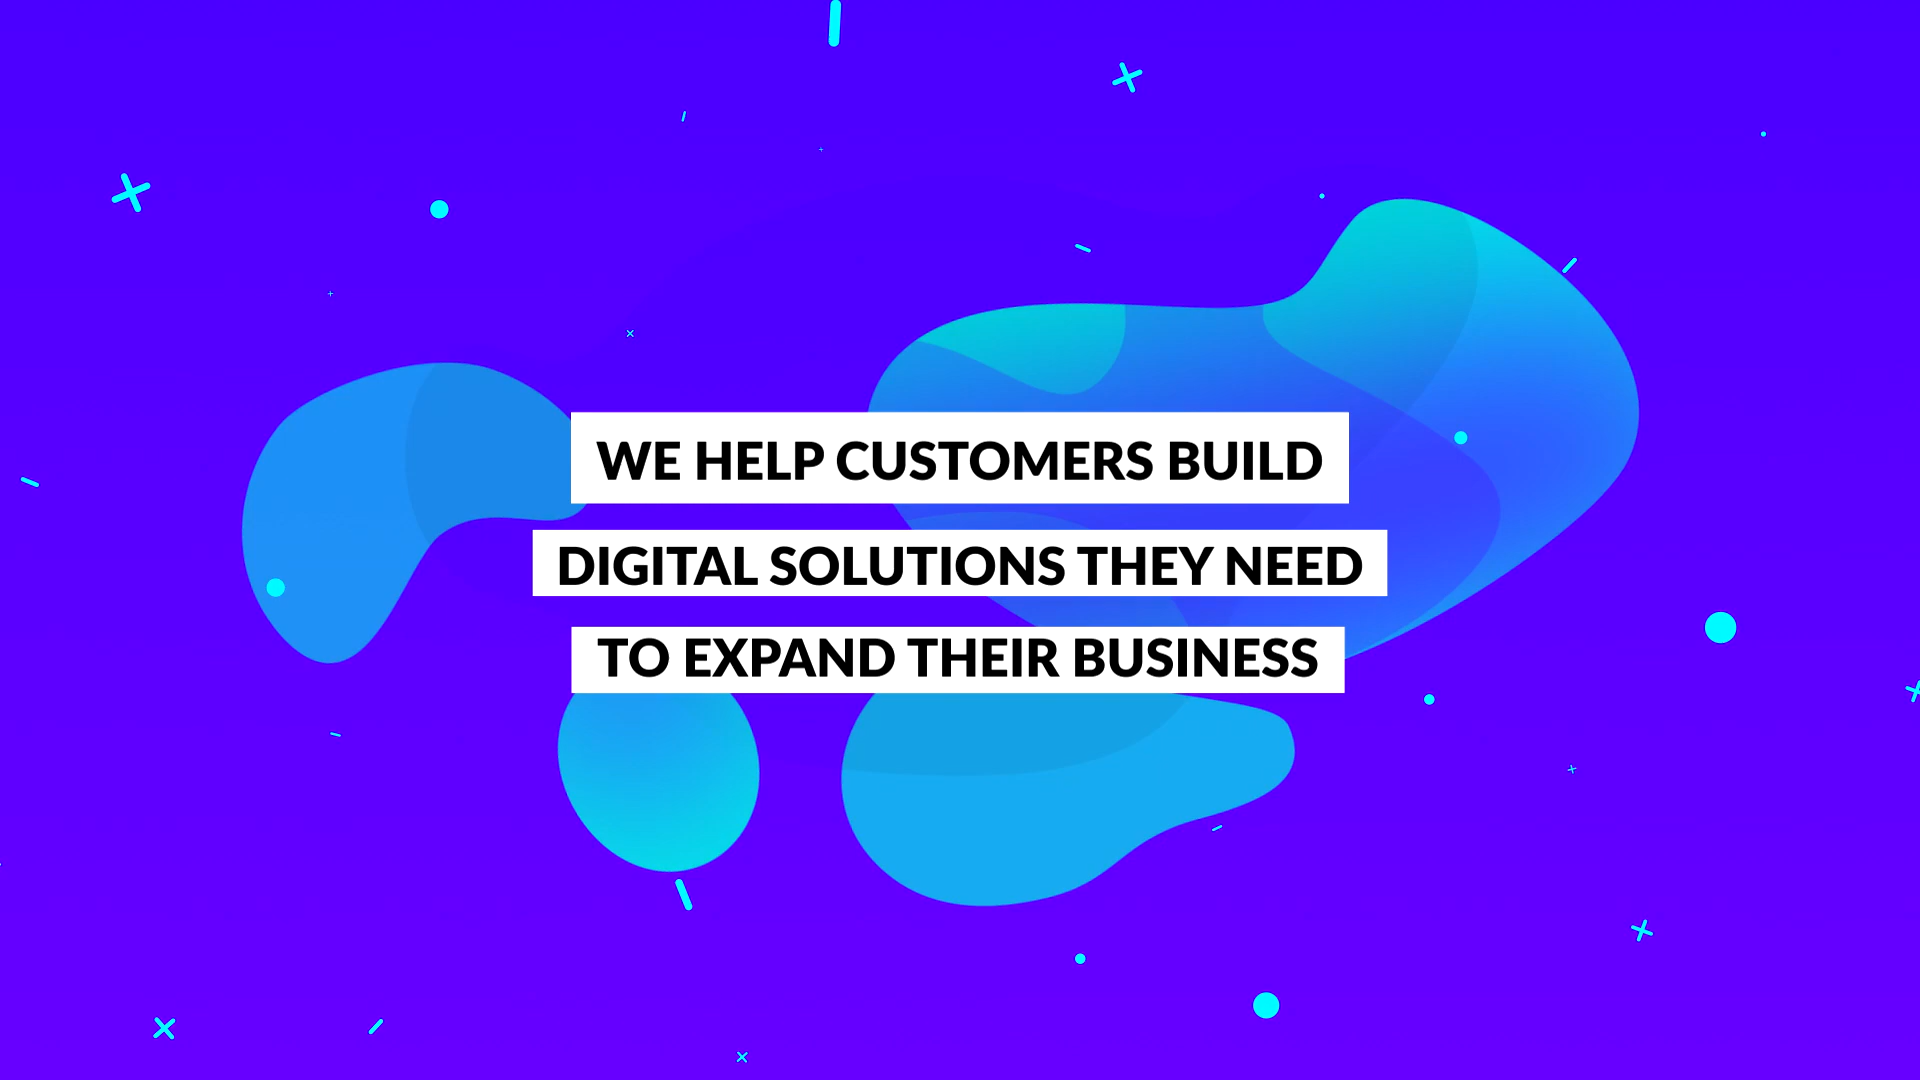 WE HELP CUSTOMERS BUILD
DIGITAL SOLUTIONS THEY NEED
TO EXPAND THEIR BUSINESS